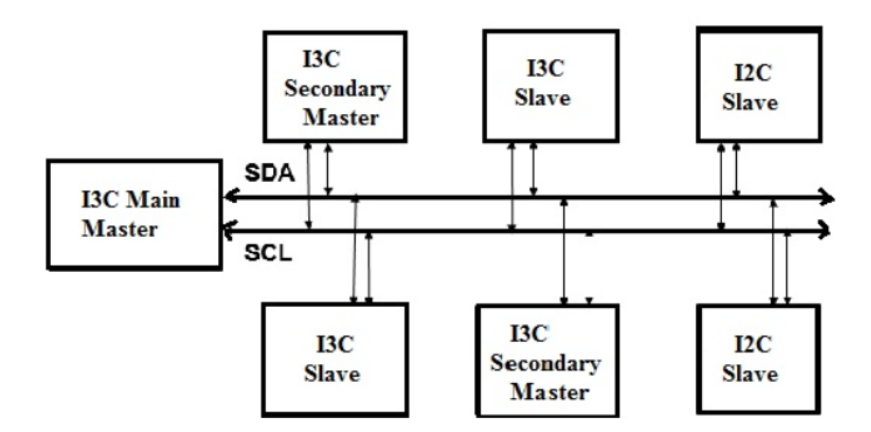 I3C
Secondary
Master
I3C
Slave
I2C
Slave
I3C Main
Master
SDA
SCL
I3C
Slave
I3C
Secondary
Master
I2C
Slave